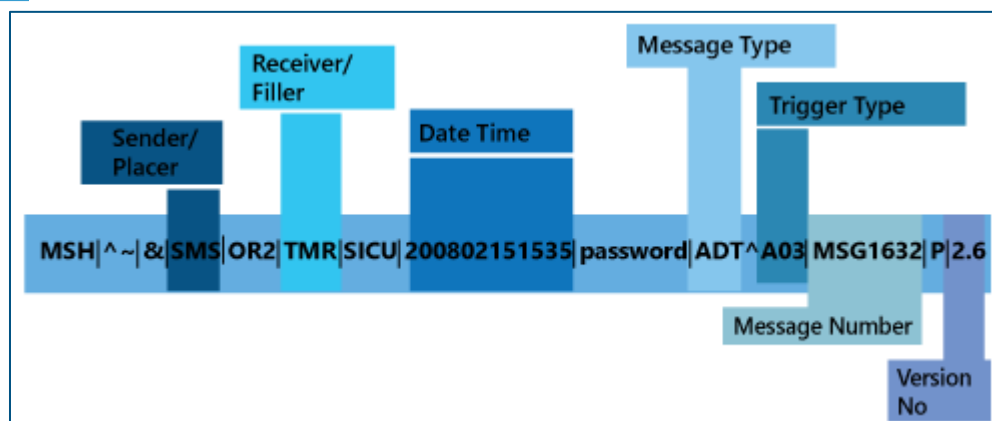 Message Type
Receiver/
Filler
Trigger Type
Date Time
Sender/
Placer
MSH|^~|&|SMS|OR2|TMR|SICU|200802151535|password|ADT^A03|MSG1632|P|2.6
Message Number
Version
No